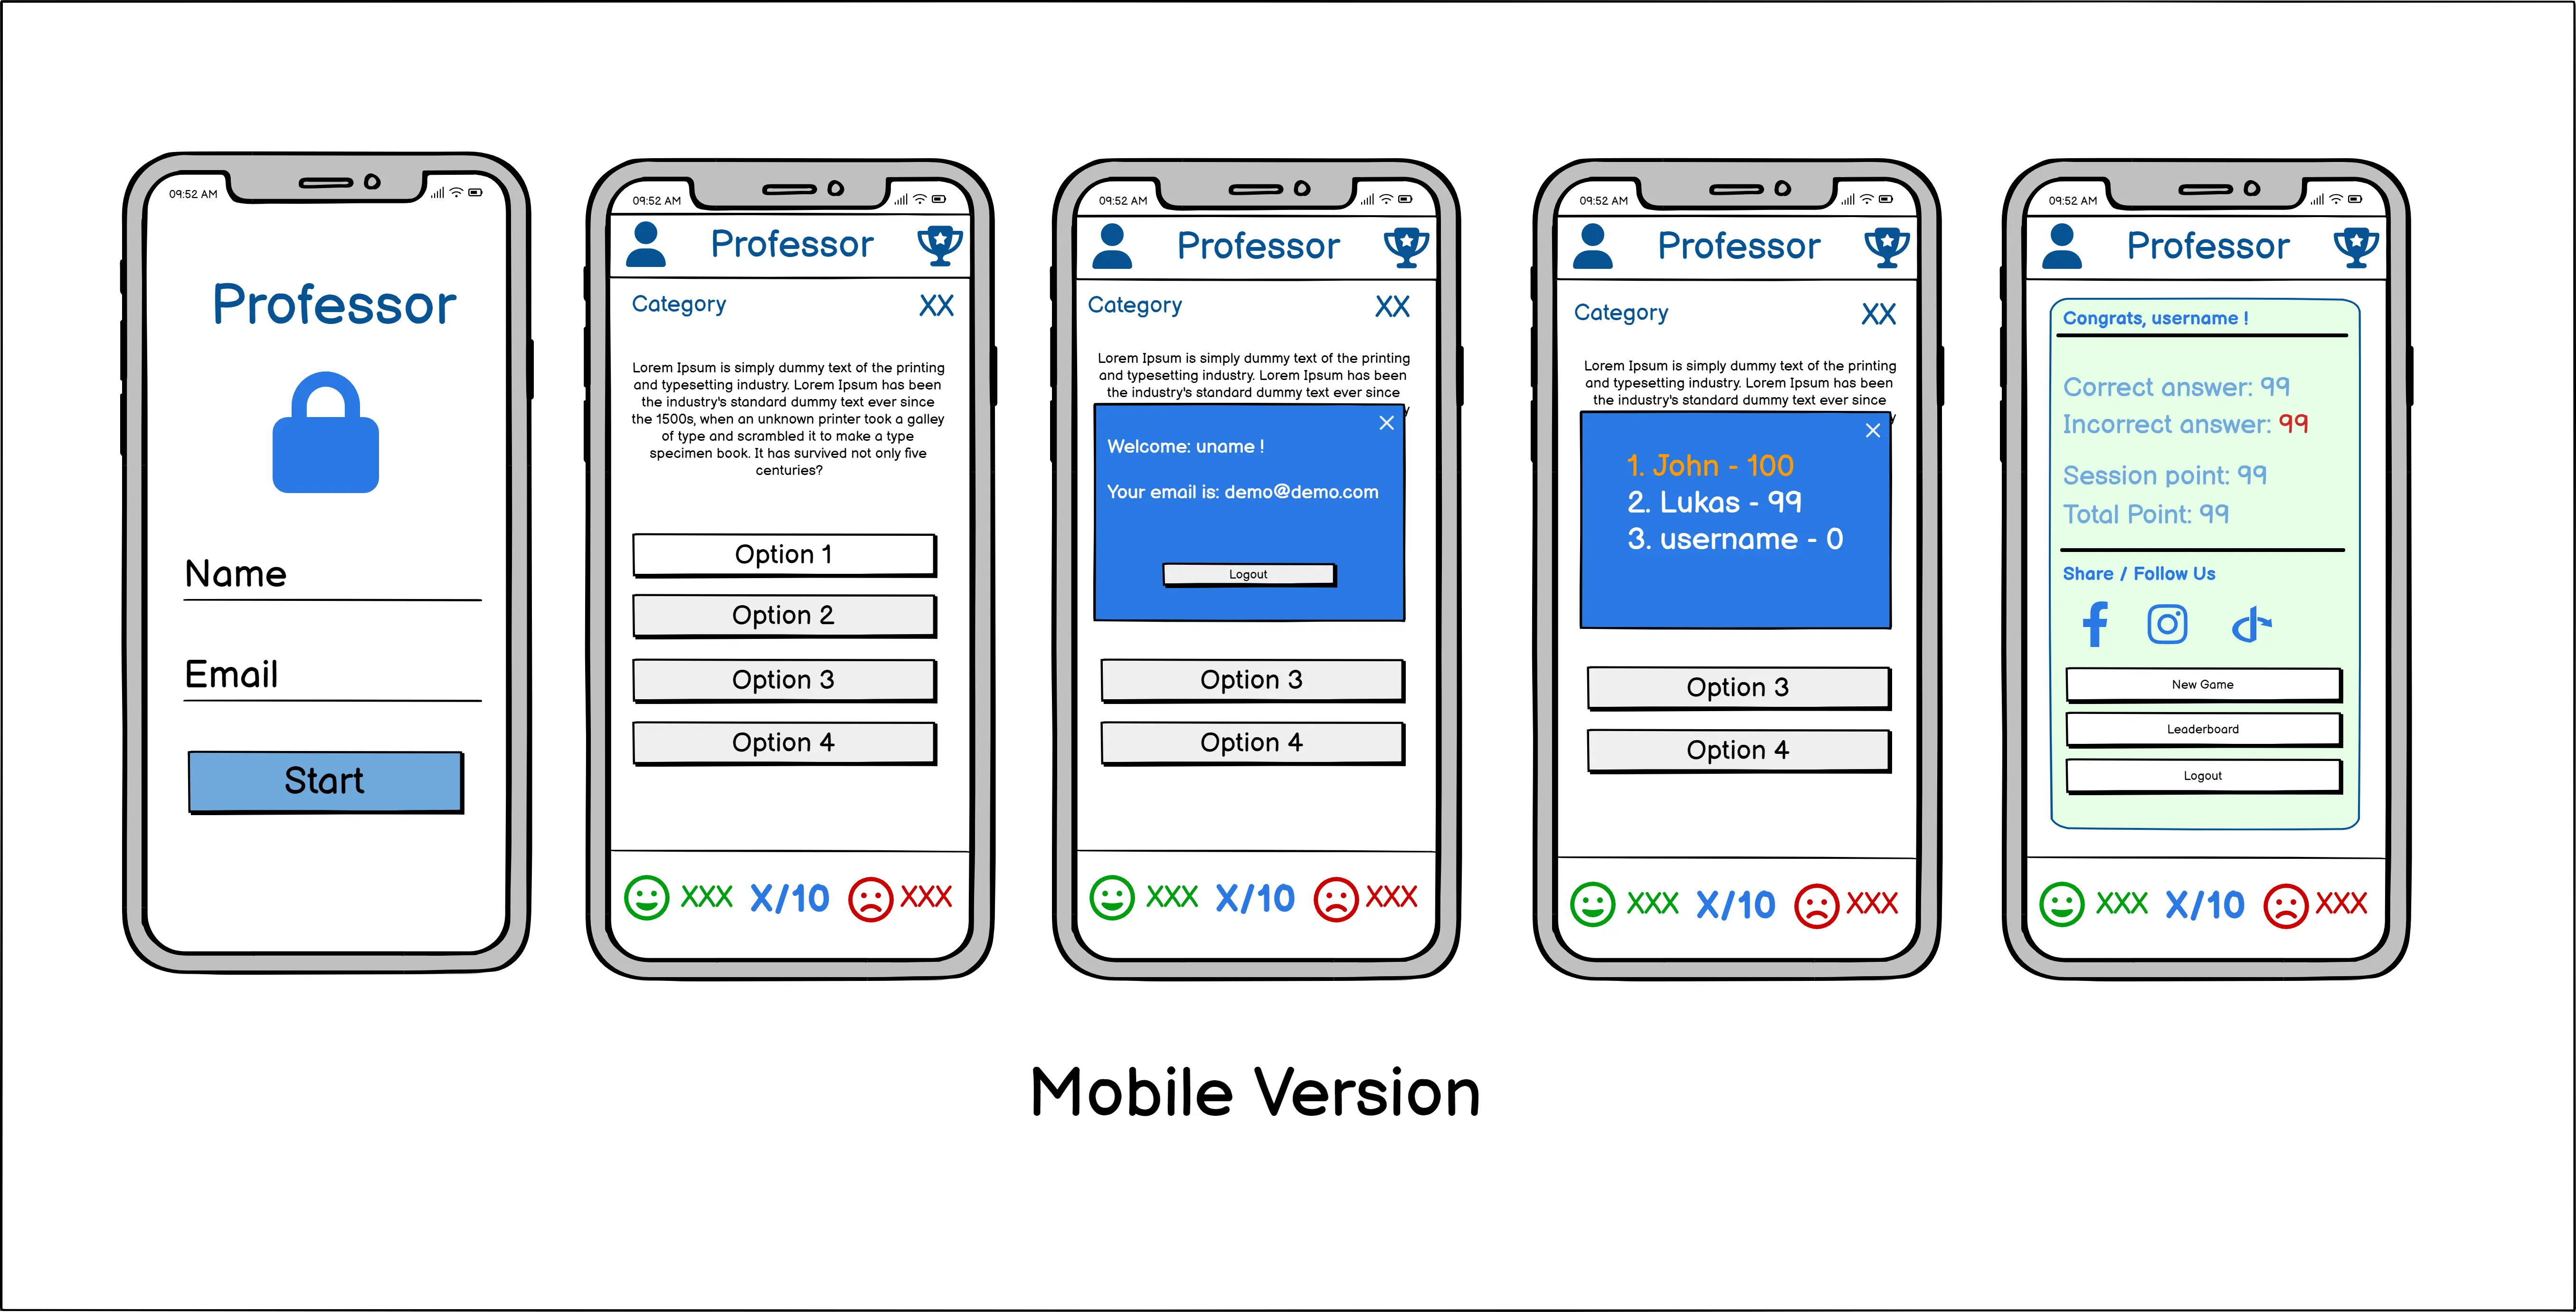 09:52 AM
Professor
Name
Email
Start
09:52 AM
Professor
Category XX
Lorem Ipsum is simply dummy text of the printing
and typesetting industry. Lorem Ipsum has been
the industry's standard dummy text ever since
the 1500s, when an unknown printer took a galley
of type and scrambled it to make a type
specimen book. It has survived not only five
centuries?
Option 1
Option 2
Option 3
Option 4
XXX X/10 XXX
09:52 AM
Professor
Category XX
Lorem Ipsum is simply dummy text of the printing
and typesetting industry. Lorem Ipsum has been
the industry's standard dummy text ever since
Welcome: uname !
Your email is: demo@demo.com
Logout
Option 3
Option 4
XXX X/10 XXX
09:52 AM
Professor
Category XX
Lorem Ipsum is simply dummy text of the printing
and typesetting industry. Lorem Ipsum has been
the industry's standard dummy text ever since
1. John - 100
2. Lukas - 99
3. username - 0
Option 3
Option 4
XXX X/10 XXX
09:52 AM
Professor
Congrats, username !
Correct answer: 99
Incorrect answer: 99
Session point: 99
Total Point: 99
Share / Follow Us
New Game
Leaderboard
Logout
XXX X/10 XXX
Mobile Version